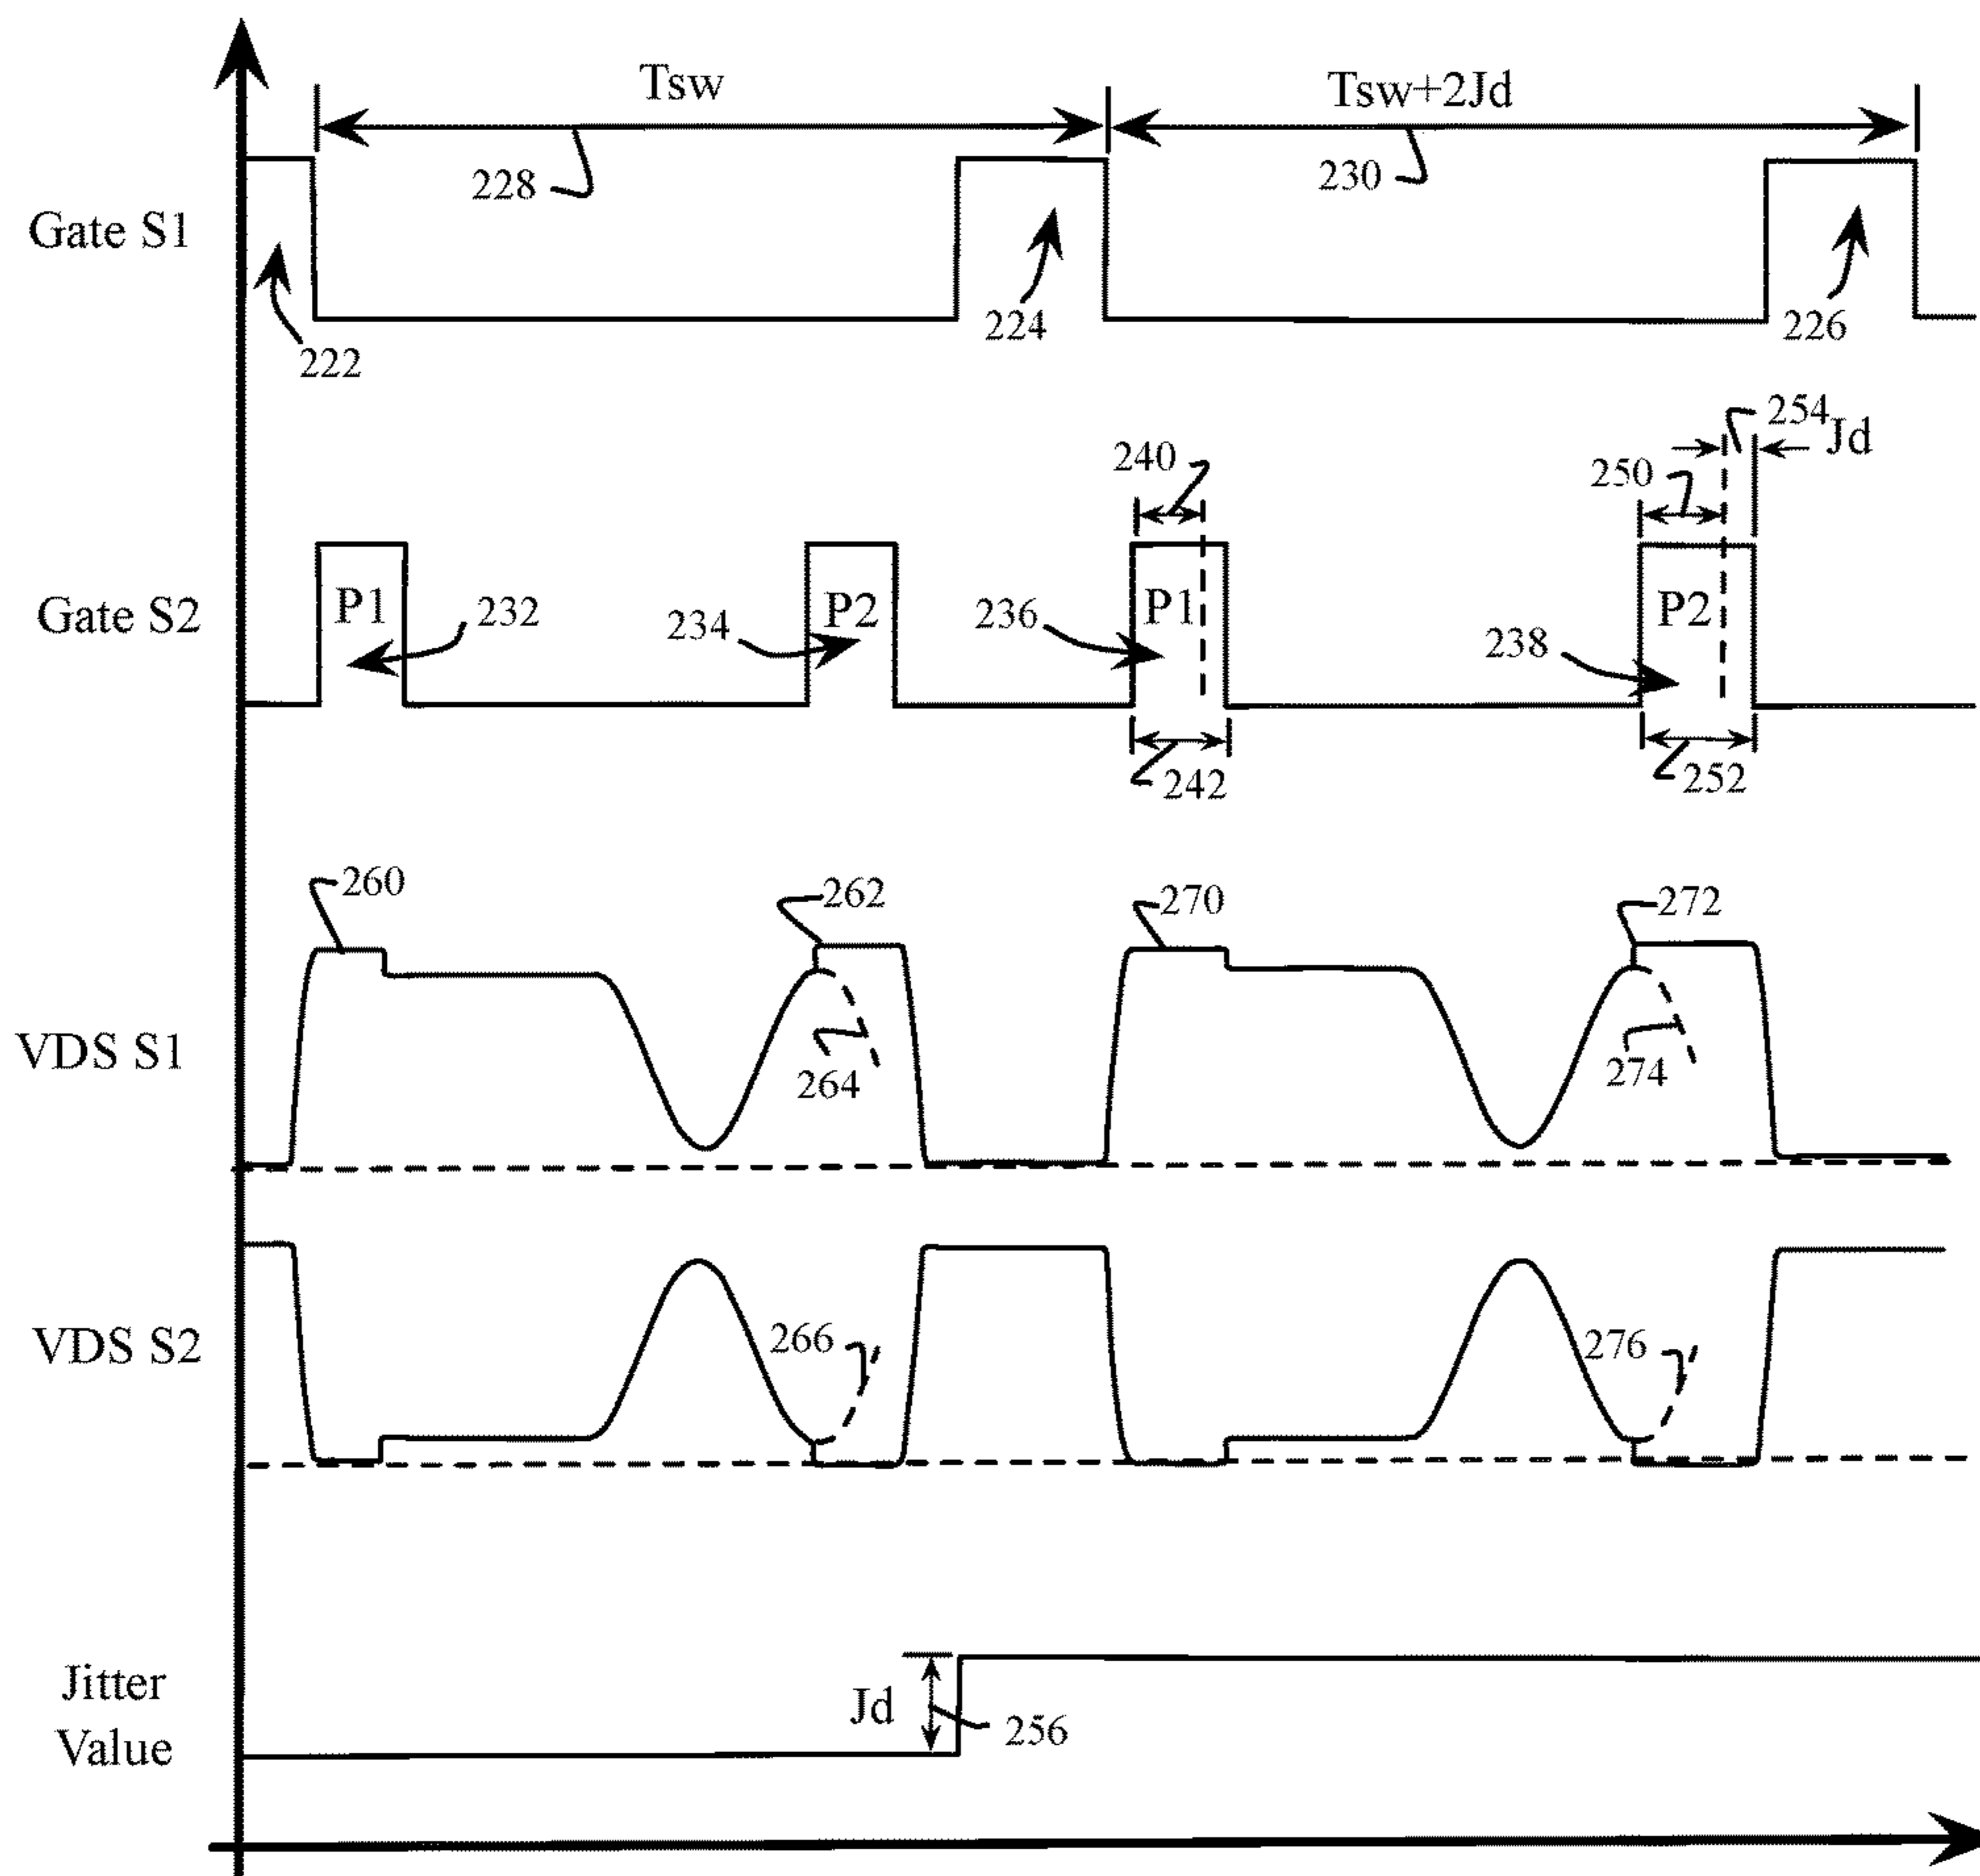 Tsw
Tsw+2Jd
228
230
Gate S1
222
224
226
254
Jd
240
250
Gate S2
P1
232
234
P2
236
P1
238
P2
242
252
260
262
270
272
VDS S1
264
274
VDS S2
266
276
Jitter
Value
Jd
256